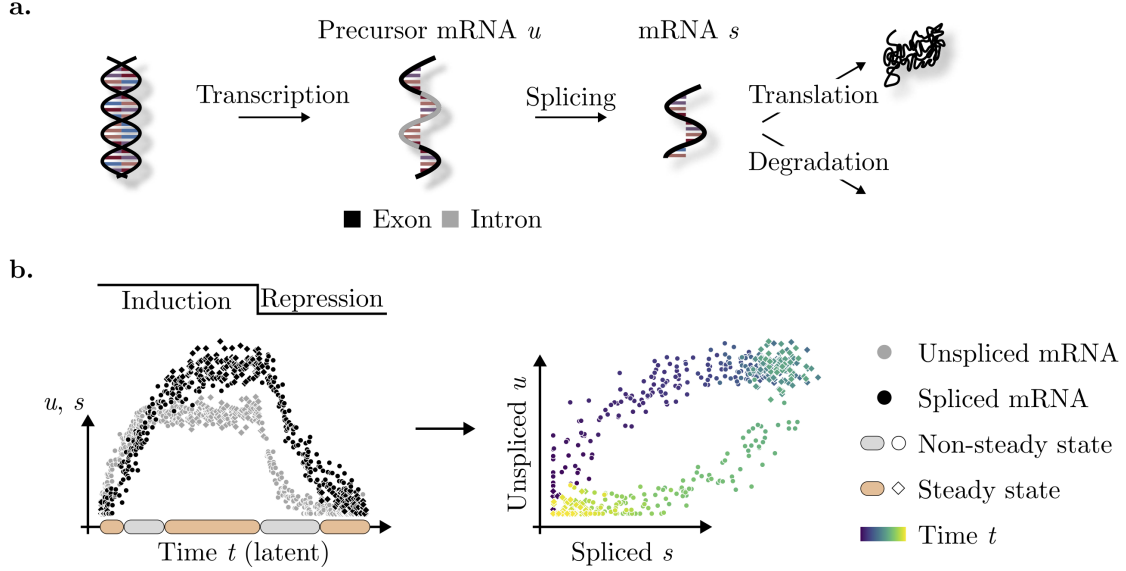 a.
Precursor mRNA u
mRNA s
Transcription
Splicing
Translation
Degradation
Exon
Intron
b.
Induction
Repression
u, s
Time t (latent)
Unspliced u
Spliced s
Unspliced mRNA
Spliced mRNA
Non-steady state
Steady state
Time t